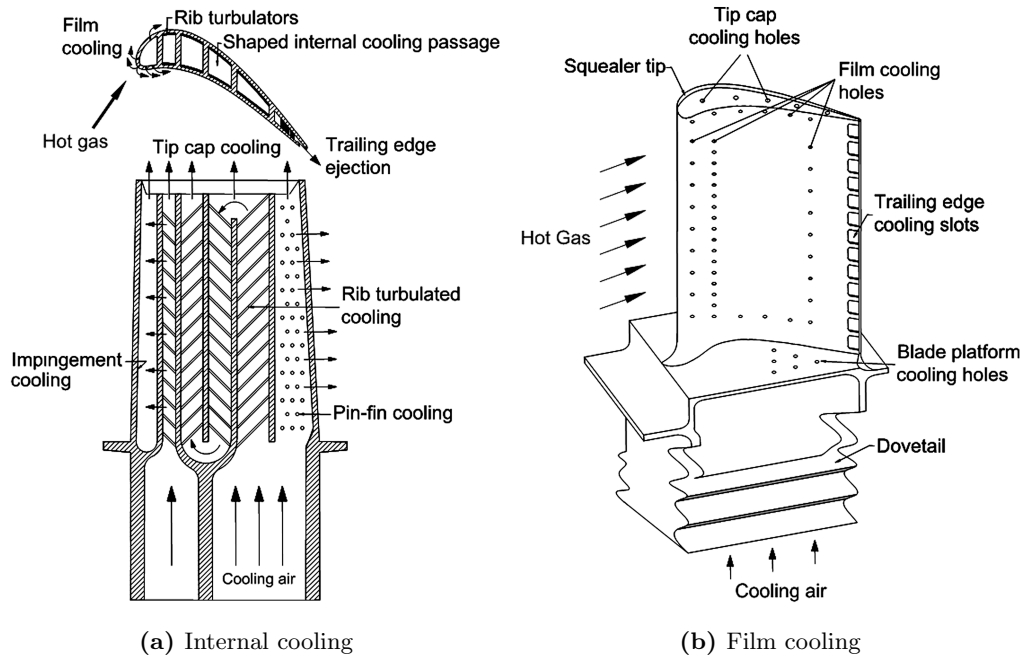 Film
cooling
Rib turbulators
Shaped internal cooling passage
Hot gas
Tip cap cooling
Trailing edge
ejection
Rib turbulated
cooling
Impingement
cooling
Pin-fin cooling
Cooling air
(a) Internal cooling
Tip cap
cooling holes
Squealer tip
Film cooling
holes
Hot Gas
Trailing edge
cooling slots
Blade platform
cooling holes
Dovetail
Cooling air
(b) Film cooling